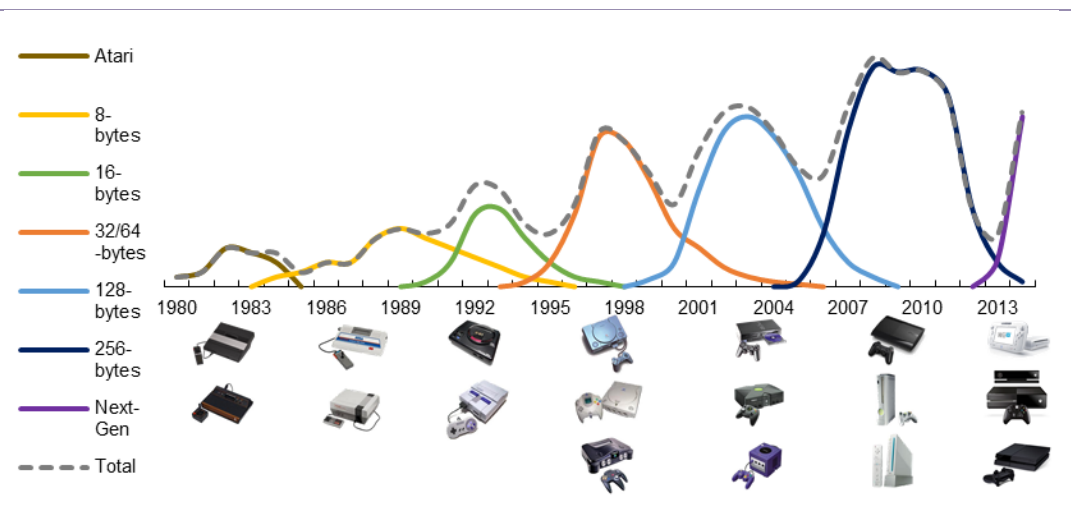 Atari
8-
bytes
16-
bytes
32/64
-bytes
128-
bytes
256-
bytes
Next-
Gen
Total
1980 1983 1986 1989 1992 1995 1998 2001 2004 2007 2010 2013